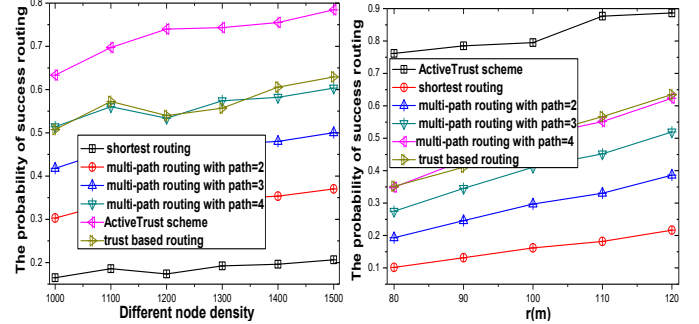 The probability of success routing
0.8
0.7
0.6
0.5
0.4
0.3
0.2
shortest routing
multi-path routing with path=2
multi-path routing with path=3
multi-path routing with path=4
ActiveTrust scheme
trust based routing
1000 1100 1200 1300 1400 1500
Different node density
The probability of success routing
0.9
0.8
0.7
0.6
0.5
0.4
0.3
0.2
0.1
ActiveTrust scheme
shortest routing
multi-path routing with path=2
multi-path routing with path=3
multi-path routing with path=4
trust based routing
80 90 100 110 120
r(m)